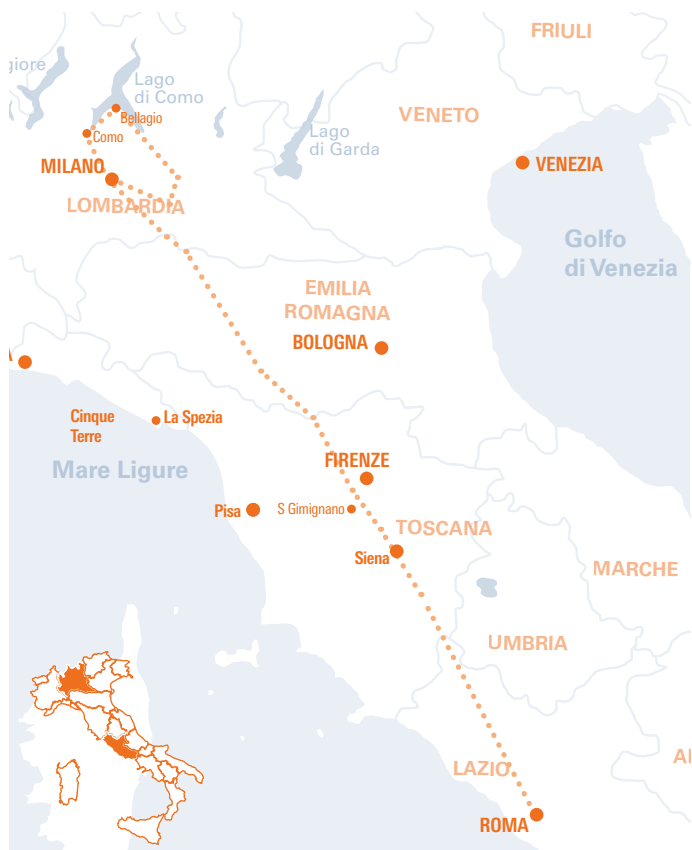 FRIULI
giore
Lago
di Como
Bellagio
VENETO
Como
Lago
di Garda
MILANO
VENEZIA
LOMBARDIA
Golfo
di Venezia
EMILIA
ROMAGNA
BOLOGNA
Cinque
Terre
La Spezia
Mare Ligure
FIRENZE
Pisa
S Gimignano
TOSCANA
Siena
MARCHE
UMBRIA
LAZIO
ROMA